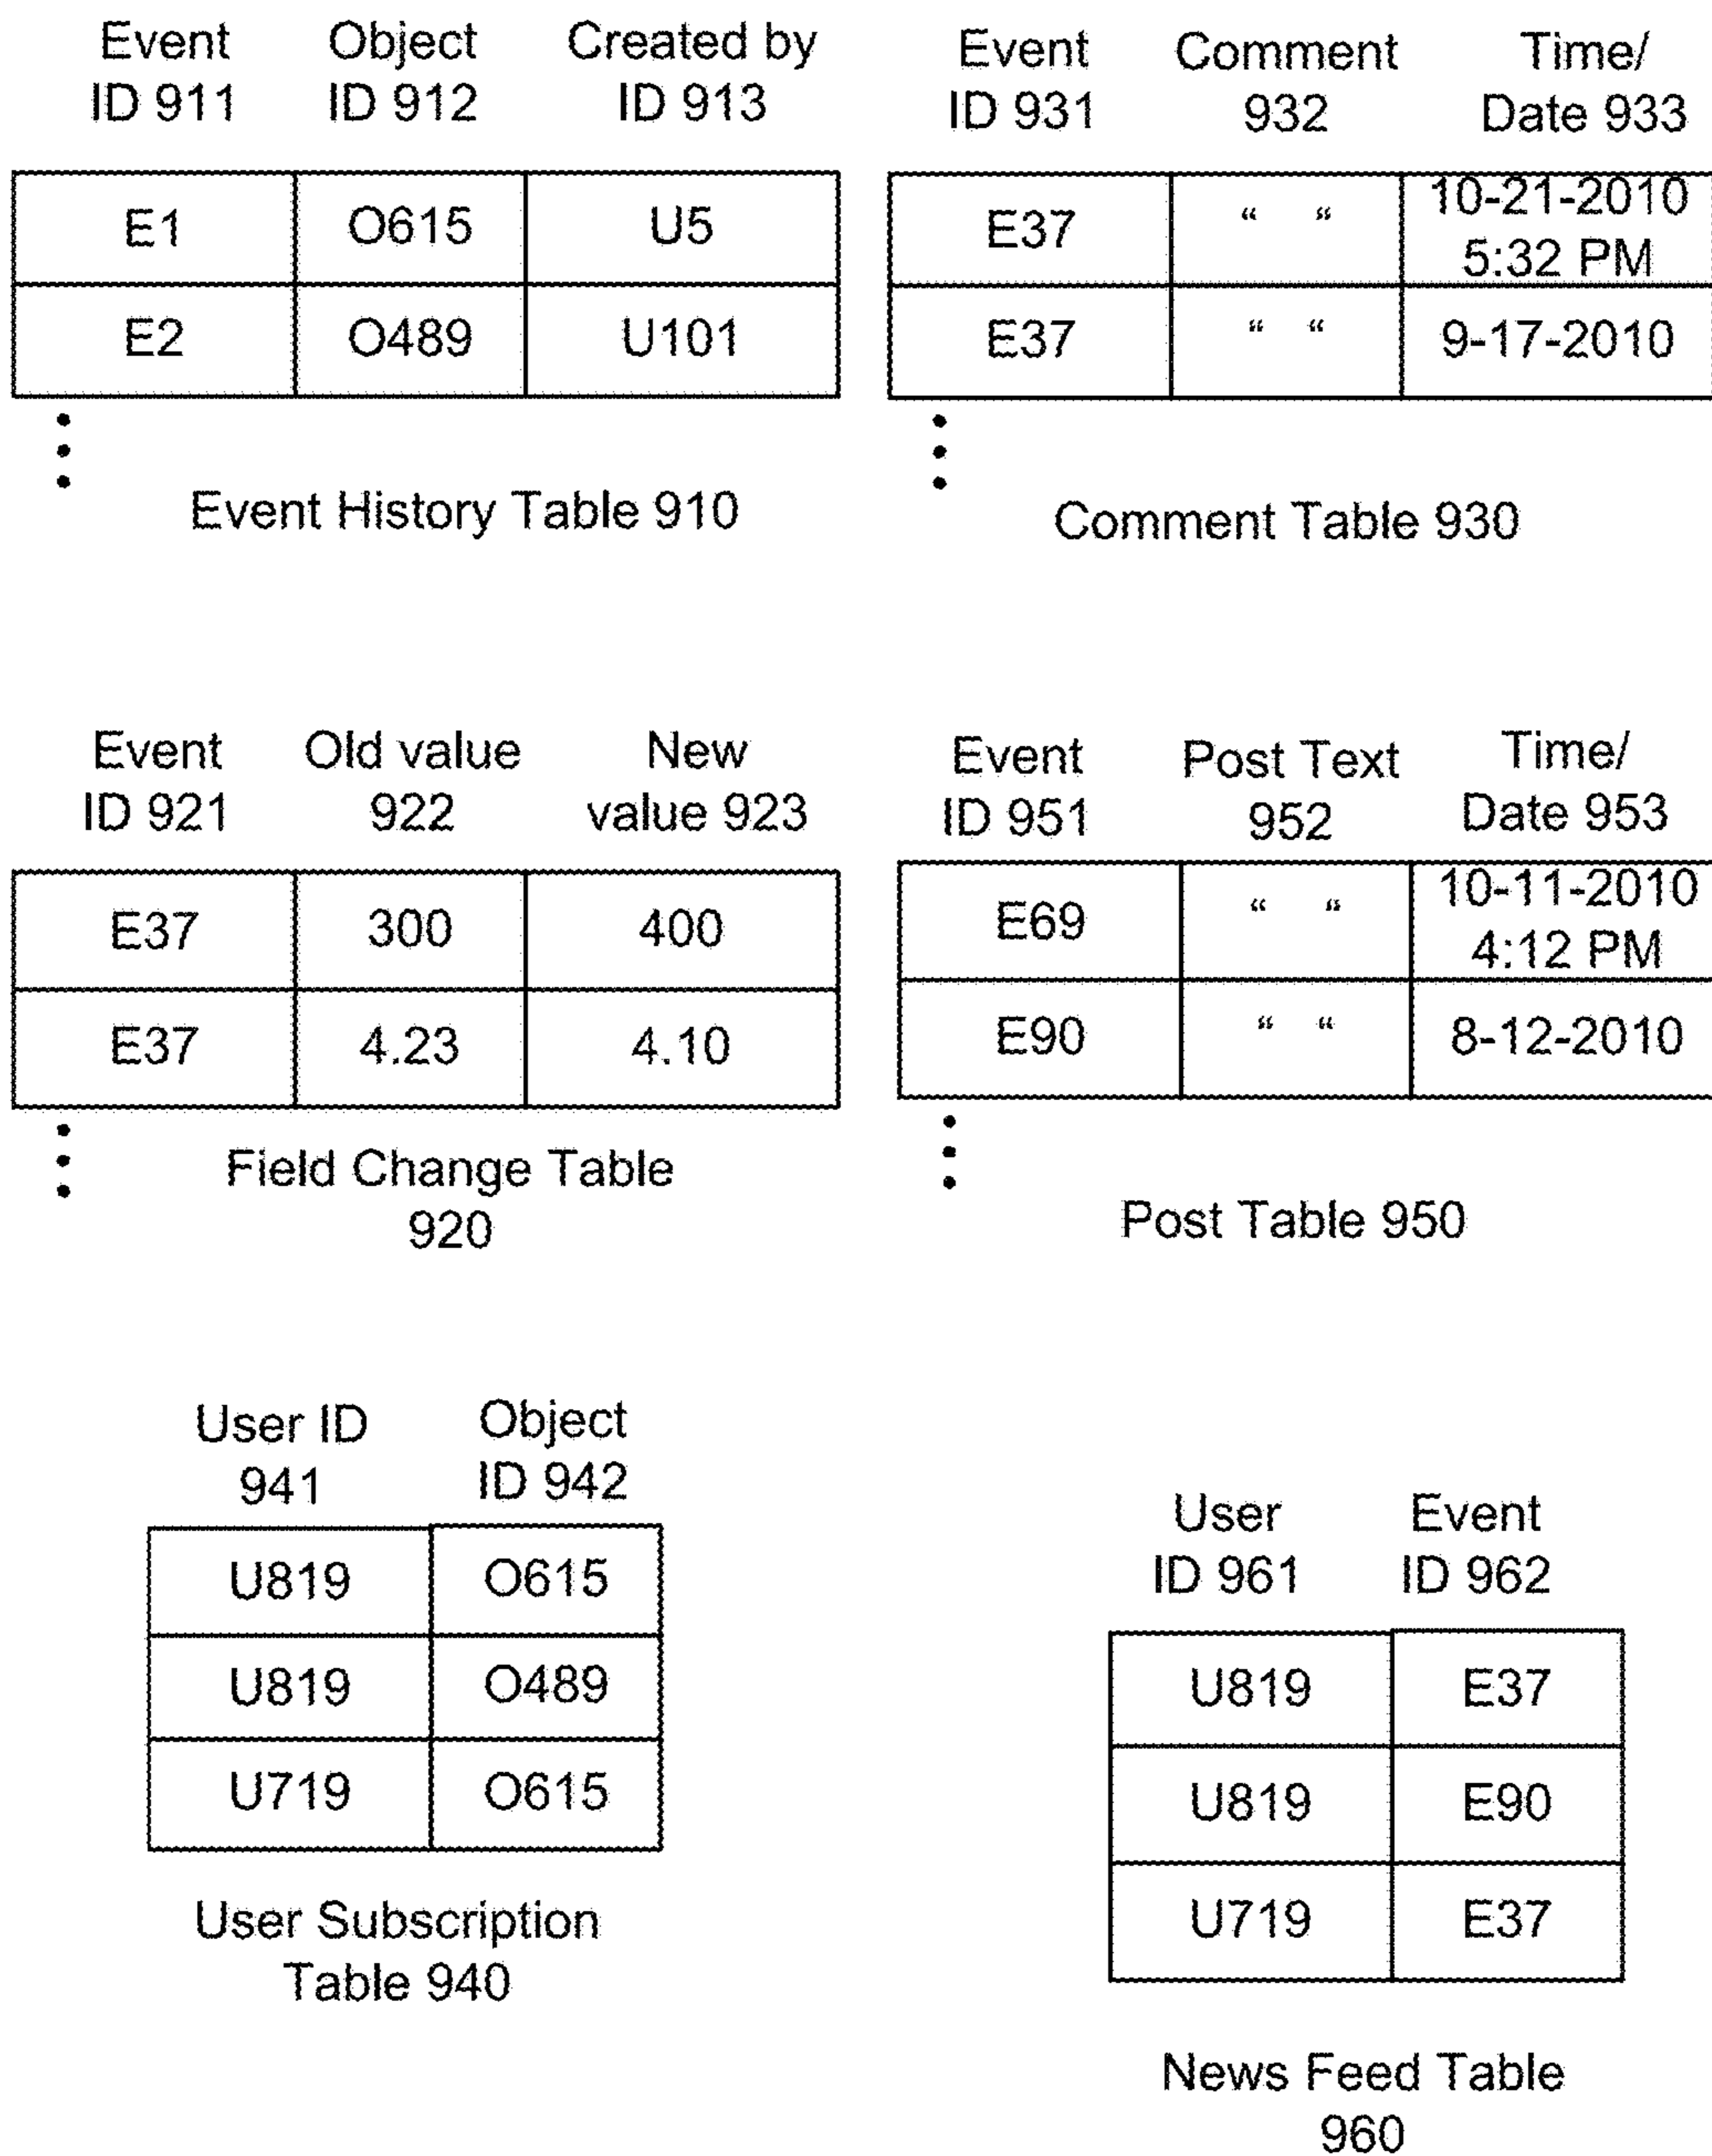 Event ID 911 Object ID 912 Created by ID 913
E1 O615 U5
E2 O489 U101
Event History Table 910
Event ID 931 Comment 932 Time/ Date 933
E37 “ “ 10-21-2010 5:32 PM
E37 “ “ 9-17-2010
Comment Table 930
Event ID 921 Old value 922 New value 923
E37 300 400
E37 4.23 4.10
Field Change Table
920
Event ID 951 Post Text 952 Time/ Date 953
E69 “ “ 10-11-2010 4:12 PM
E90 “ “ 8-12-2010
Post Table 950
User ID 941 Object ID 942
U819 O615
U819 O489
U719 O615
User Subscription
Table 940
User ID 961 Event ID 962
U819 E37
U819 E90
U719 E37
News Feed Table
960